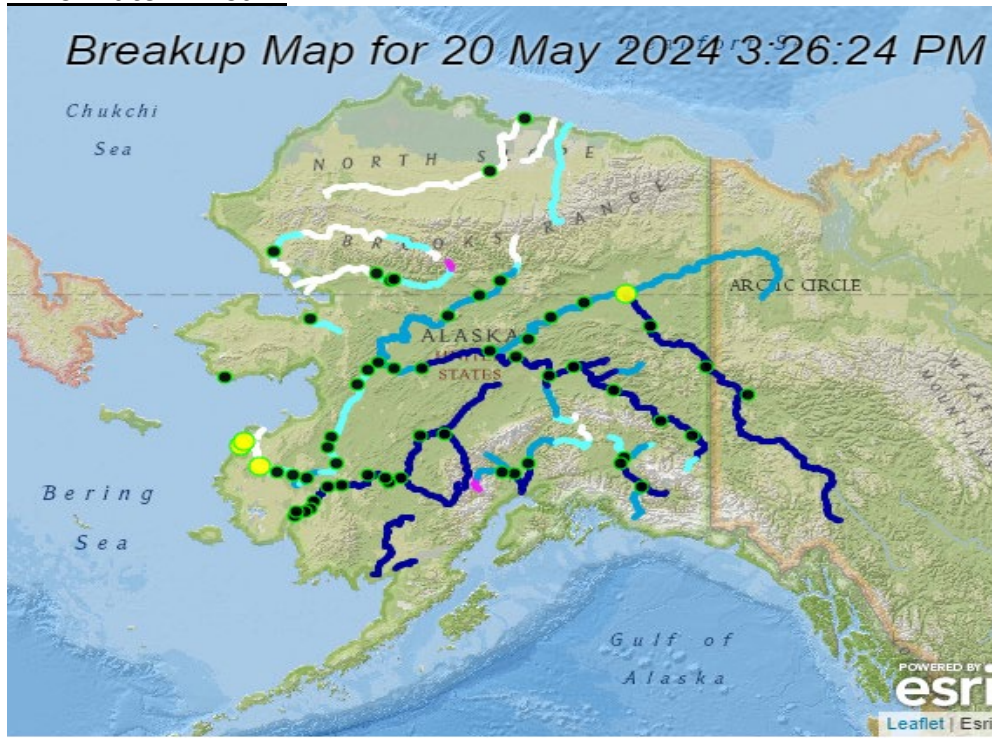 Breakup Map for 20 May 2024 3:26:24 PM
Chukchi
Sea
NORTH SLOPE
BROOKS RANGE
ARCTIC CIRCLE
ALASKA
STATES
MOUNTAINS
Bering
Sea
Gulf of
Alaska
POWERED BY
esri
Leaflet | Esri